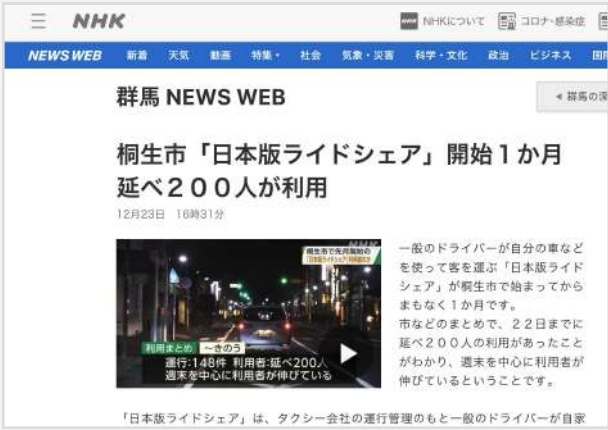 NHK
NHKについて
コロナ・感染症
NEWS WEB
新着
天気
動画
特集
社会
気象・災害
科学・文化
政治
ビジネス
群馬 NEWS WEB
群馬の深
桐生市「日本版ライドシェア」開始1か月
延べ200人が利用
12月23日 16時31分
桐生市で先月開始の
利用まとめ ~きのう
運行:148件 利用者:延べ200人
週末を中心に利用者が伸びている
一般のドライバーが自分の車など
を使って客を運ぶ「日本版ライド
シェア」が桐生市で始まってから
まもなく1か月です。
市などのまとめで、22日までに
延べ200人の利用があったこと
がわかり、週末を中心に利用者が
伸びているということです。
「日本版ライドシェア」は、タクシー会社の運行管理のもと一般のドライバーが自家